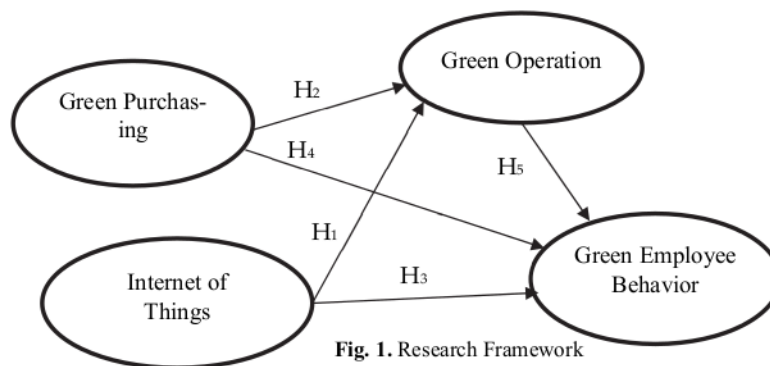 Green Operation
Green Purchas-
ing
H2
H4
H5
H1
Green Employee
Behavior
Internet of
Things
H3
Fig. 1. Research Framework